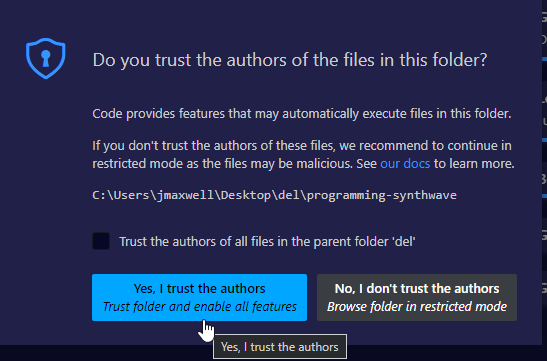 Do you trust the authors of the files in this folder?
Code provides features that may automatically execute files in this folder.
If you don't trust the authors of these files, we recommend to continue in
restricted mode as the files may be malicious. See our docs to learn more.
C:\Users\jmaxwell\Desktop\del\programming-synthwave
Trust the authors of all files in the parent folder 'del'
Yes, I trust the authors
Trust folder and enable all features
No, I don't trust the authors
Browse folder in restricted mode
Yes, I trust the authors